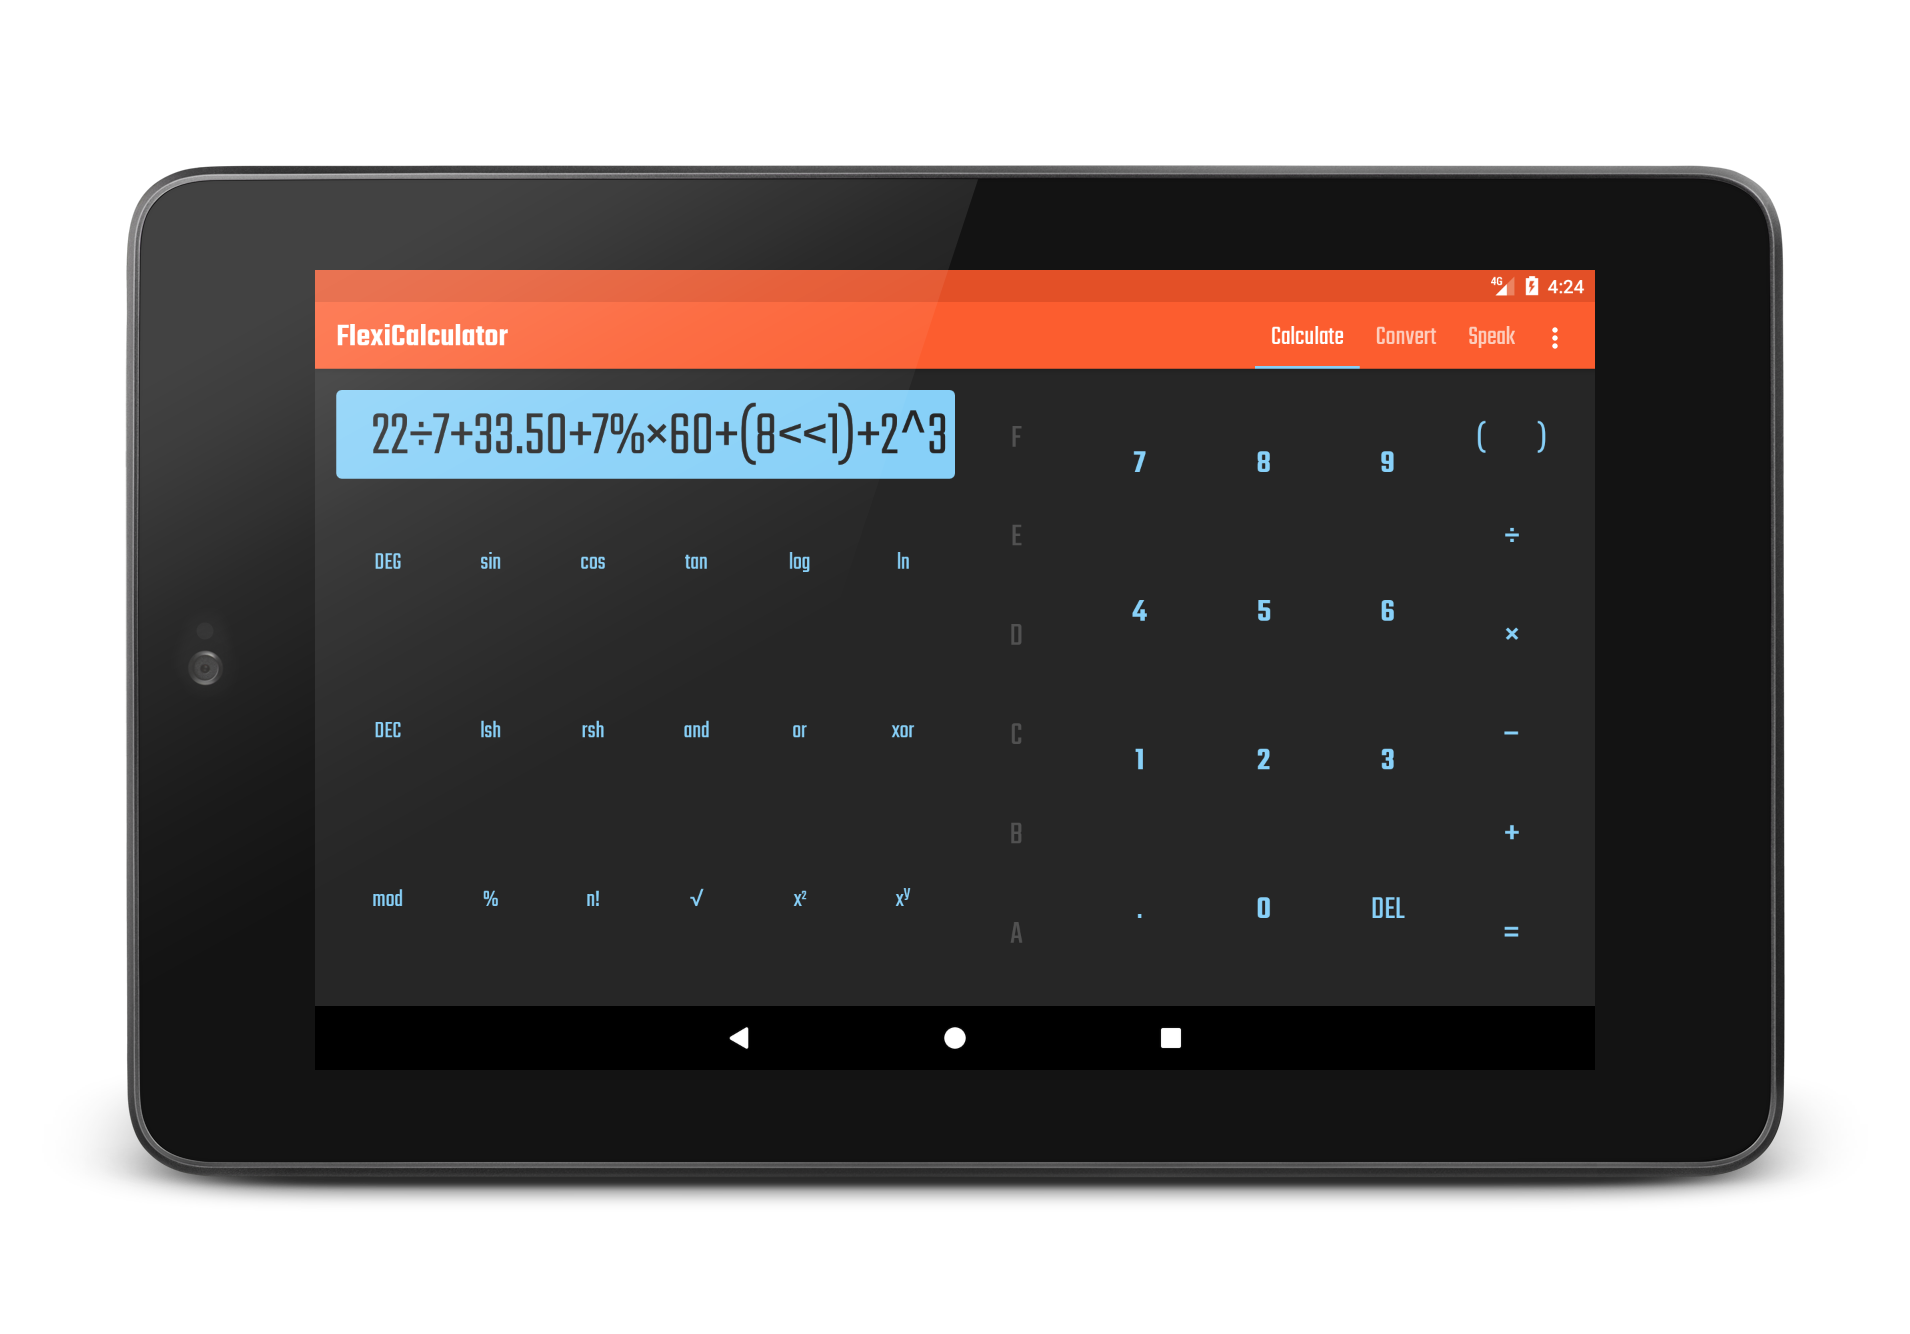 4G 4:24
FlexiCalculator Calculate Convert Speak
22÷7+33.50+7%×60+(8<<1)+2^3
DEG sin cos tan log ln
DEC lsh rsh and or xor
mod % n! √ x² xʸ
F
E
D
C
B
A
7 8 9 ( )
÷
4 5 6 ×
1 2 3 −
+
. 0 DEL =